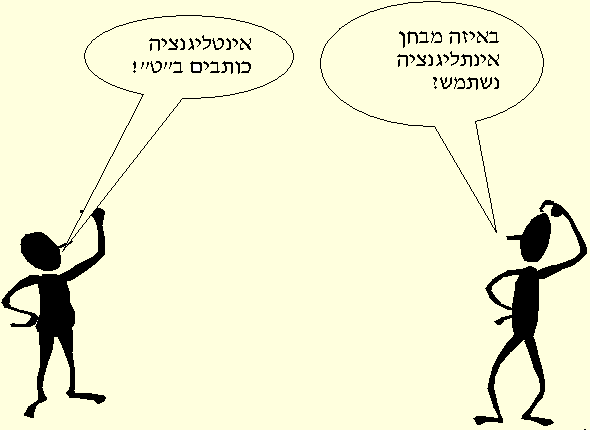 באיזה מבחן
אינתליגנציה
נשתמש?
אינטליגנציה
כותבים ב״ט״!